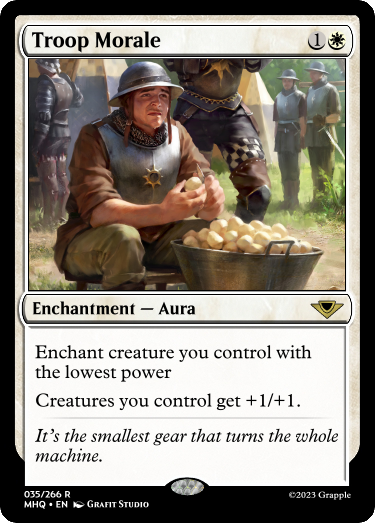 Troop Morale 1
Enchantment — Aura
Enchant creature you control with
the lowest power
Creatures you control get +1/+1.
It's the smallest gear that turns the whole
machine.
035/266 R
MHQ • EN Grafit Studio
©2023 Grapple